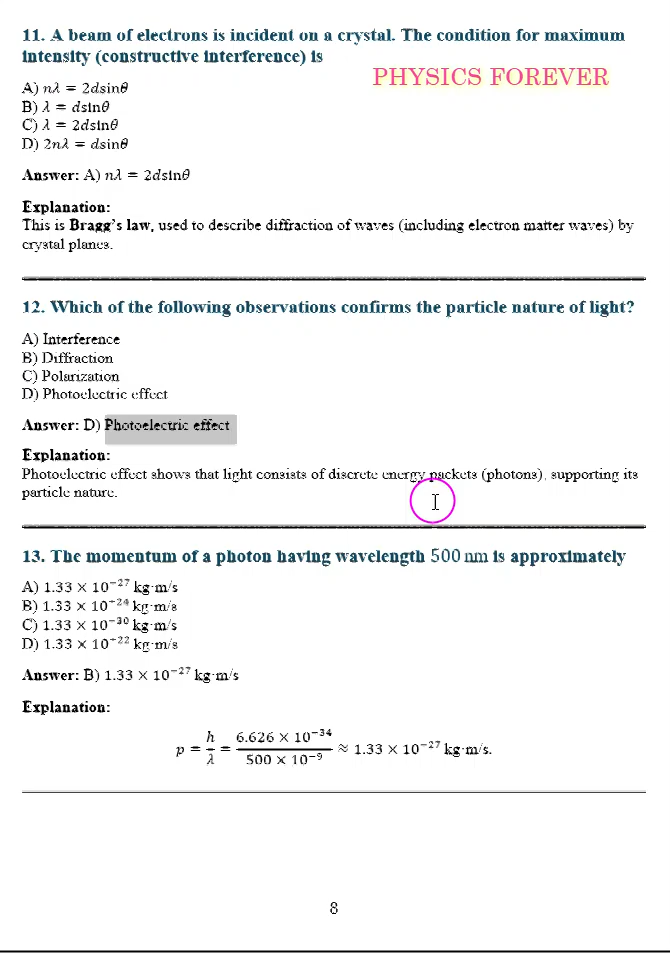 11. A beam of electrons is incident on a crystal. The condition for maximum
intensity (constructive interference) is
PHYSICS FOREVER
A) nλ = 2dsinθ
B) λ = dsinθ
C) λ = 2dsinθ
D) 2nλ = dsinθ
Answer: A) nλ = 2dsinθ
Explanation:
This is Bragg's law, used to describe diffraction of waves (including electron matter waves) by
crystal planes.
12. Which of the following observations confirms the particle nature of light?
A) Interference
B) Diffraction
C) Polarization
D) Photoelectric effect
Answer: D) Photoelectric effect
Explanation:
Photoelectric effect shows that light consists of discrete energy packets (photons), supporting its
particle nature.
13. The momentum of a photon having wavelength 500 nm is approximately
A) 1.33 × 10⁻²⁷ kg·m/s
B) 1.33 × 10⁻²⁴ kg·m/s
C) 1.33 × 10⁻³⁰ kg·m/s
D) 1.33 × 10⁻²² kg·m/s
Answer: B) 1.33 × 10⁻²⁷ kg·m/s
Explanation:
p = h/λ = 6.626 × 10⁻³⁴ / 500 × 10⁻⁹ ≈ 1.33 × 10⁻²⁷ kg·m/s.
8